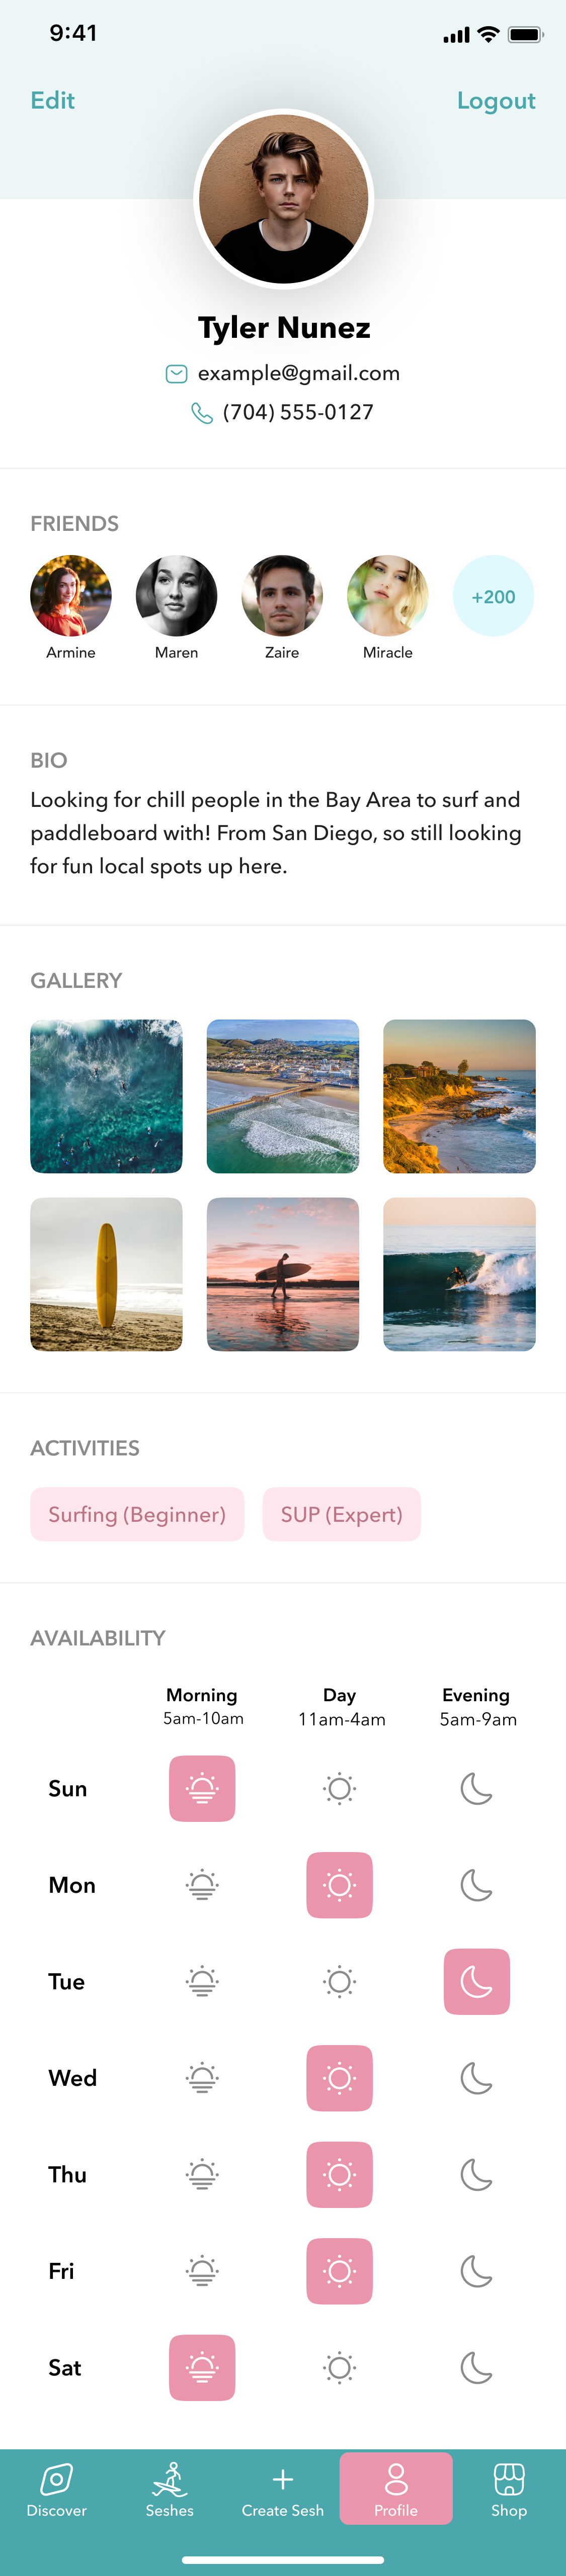 9:41
Edit
Logout
Tyler Nunez
example@gmail.com
(704) 555-0127
FRIENDS
+200
Armine
Maren
Zaire
Miracle
BIO
Looking for chill people in the Bay Area to surf and
paddleboard with! From San Diego, so still looking
for fun local spots up here.
GALLERY
ACTIVITIES
Surfing (Beginner)
SUP (Expert)
AVAILABILITY
Morning
Day
Evening
5am-10am
11am-4am
5am-9am
Sun
Mon
Tue
Wed
Thu
Fri
Sat
Discover
Seshes
Create Sesh
Profile
Shop